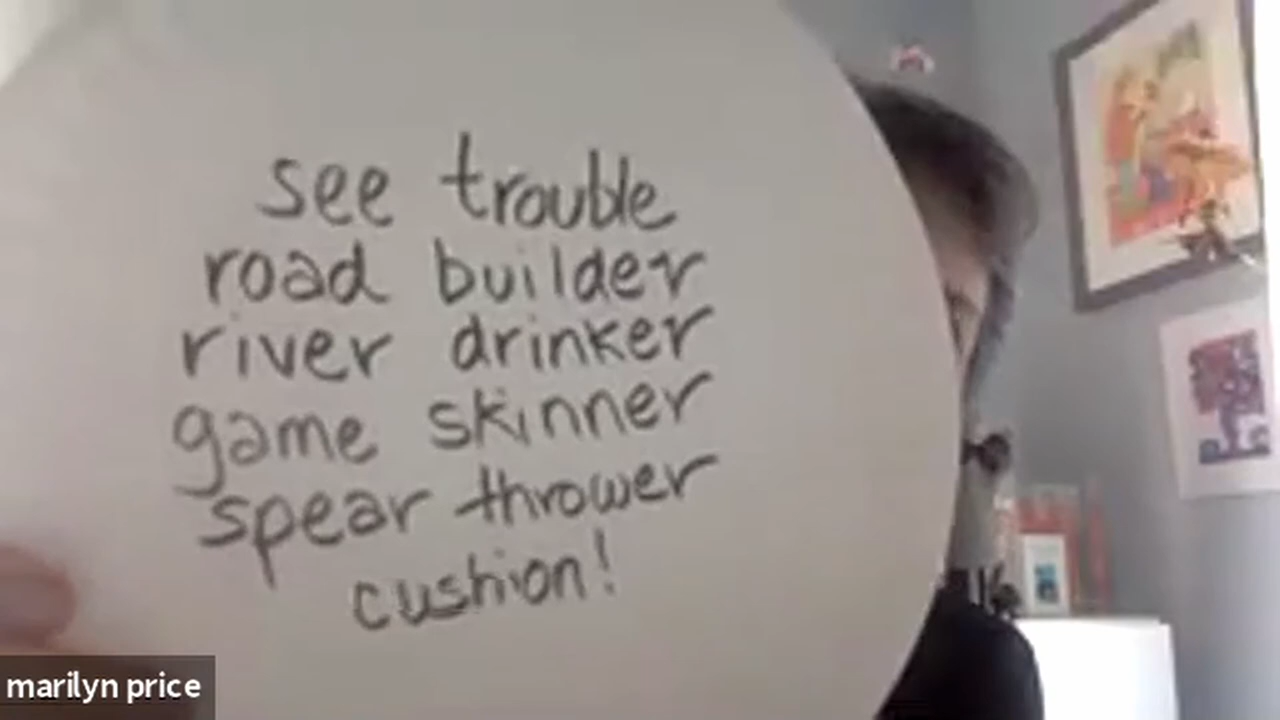 see trouble
road builder
river drinker
game skinner
spear thrower
cushion!
marilyn price